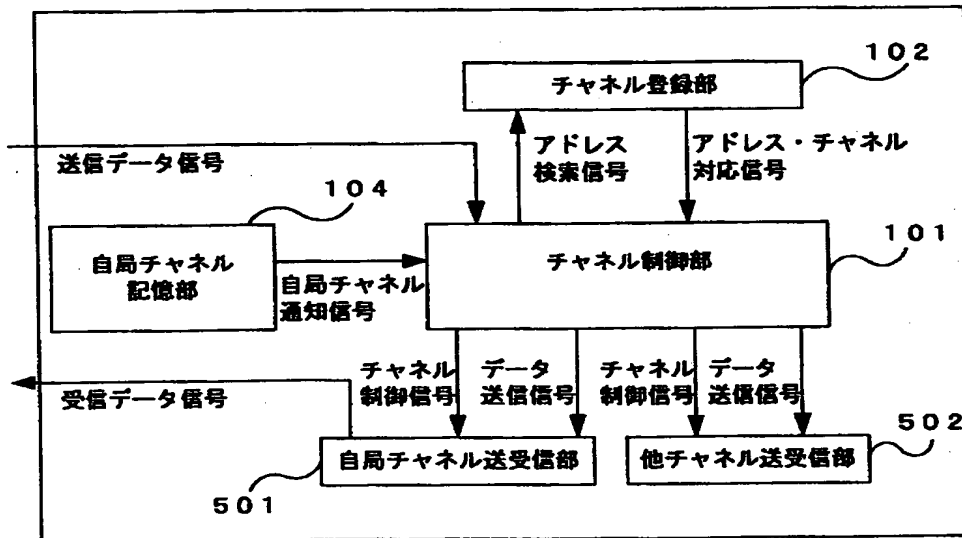 102
チャネル登録部
送信データ信号
アドレス
検索信号
アドレス・チャネル
対応信号
104
101
自局チャネル
記憶部
自局チャネル
通知信号
チャネル制御部
チャネル
制御信号
データ
送信信号
チャネル
制御信号
データ
送信信号
受信データ信号
502
自局チャネル送受信部
他チャネル送受信部
501